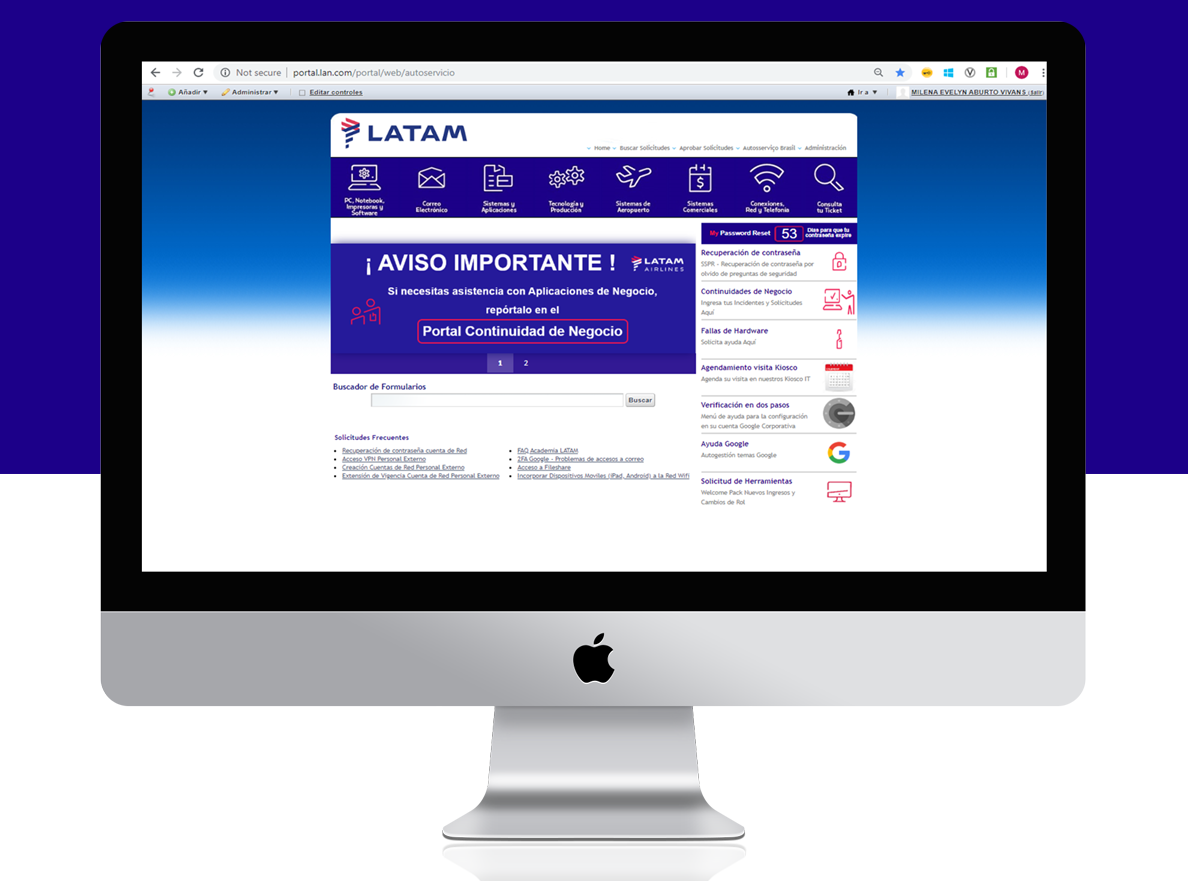 Not secure | portal.lan.com/portal/web/autoservicio
M
Añadir ▼ Administrar ▼ Editar controles
Ir a ▼ MILENA EVELYN ABURTO VIVANS (Salir)
LATAM
Home Buscar Solicitudes Aprobar Solicitudes Autosserviço Brasil Administración
PC, Notebook,
Impresoras y
Software
Correo
Electrónico
Sistemas y
Aplicaciones
Tecnología y
Producción
Sistemas de
Aeropuerto
Sistemas
Comerciales
Conexiones,
Red y Telefonía
Consulta
tu Ticket
¡ AVISO IMPORTANTE !
LATAM
AIRLINES
Si necesitas asistencia con Aplicaciones de Negocio,
repórtalo en el
Portal Continuidad de Negocio
1 2
Buscador de Formularios
Buscar
Solicitudes Frecuentes
Recuperación de contraseña cuenta de Red
Acceso VPN Personal Externo
Creación Cuentas de Red Personal Externo
Extensión de Vigencia Cuenta de Red Personal Externo
FAQ Academia LATAM
2FA Google - Problemas de accesos a correo
Acceso a Fileshare
Incorporar Dispositivos Moviles (iPad, Android) a la Red Wifi
My Password Reset 53 Días para que tu
contraseña expire
Recuperación de contraseña
SSPR - Recuperación de contraseña por
olvido de preguntas de seguridad
Continuidades de Negocio
Ingresa tus Incidentes y Solicitudes
Aquí
Fallas de Hardware
Solicita ayuda Aquí
Agendamiento visita Kiosco
Agenda su visita en nuestros Kiosco IT
Verificación en dos pasos
Menú de ayuda para la configuración
en su cuenta Google Corporativa
Ayuda Google
Autogestión temas Google
Solicitud de Herramientas
Welcome Pack Nuevos Ingresos y
Cambios de Rol